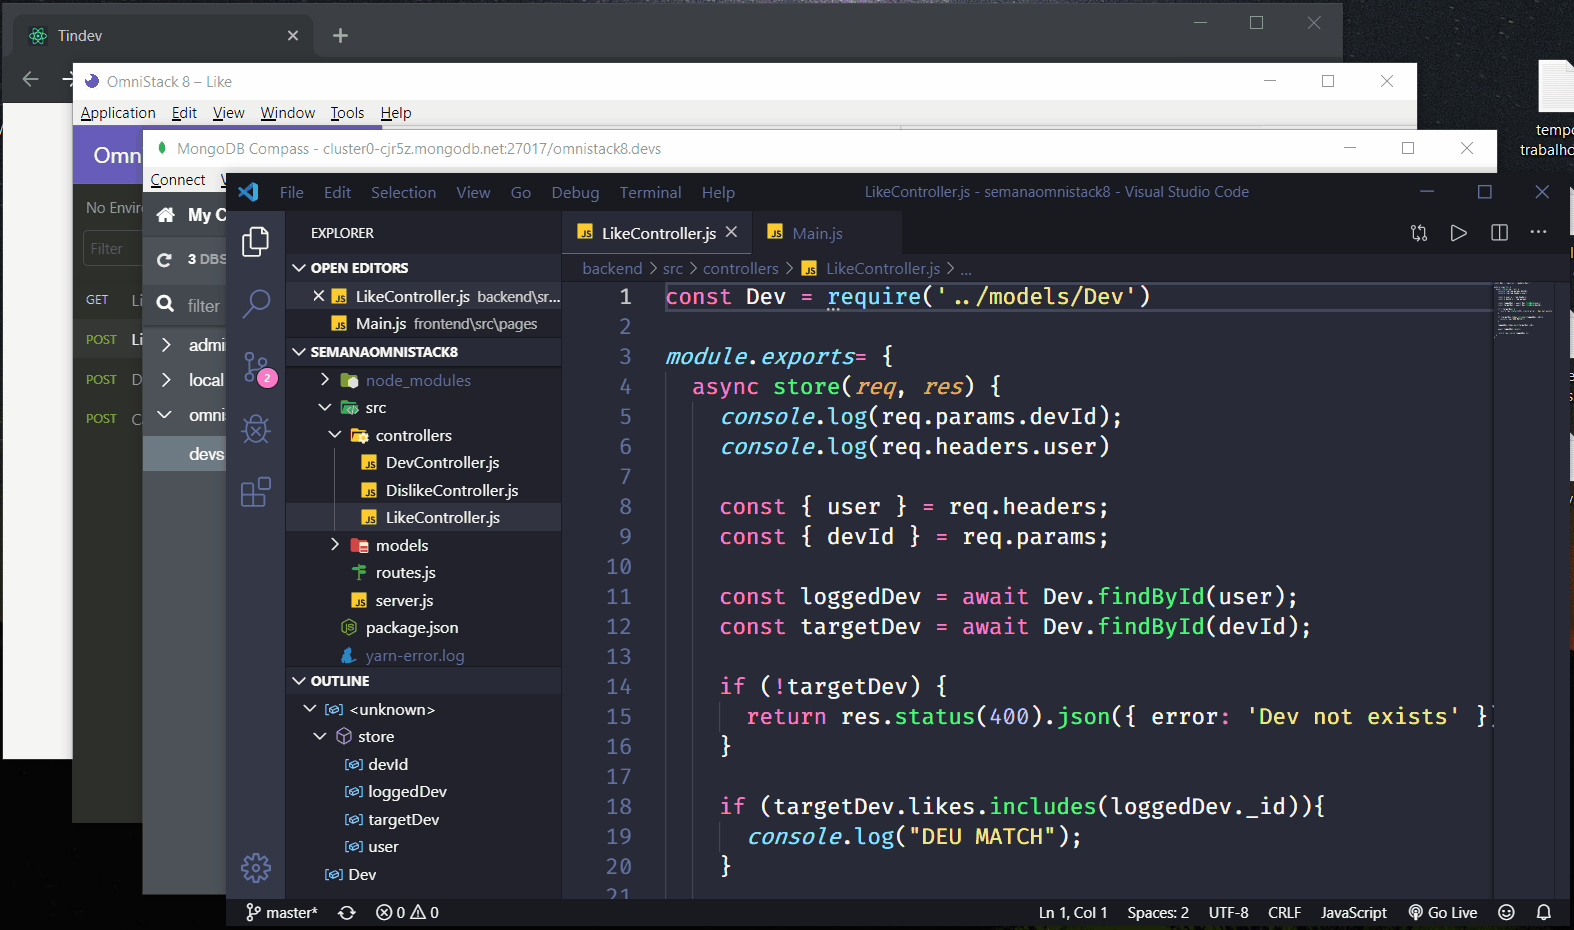 Tindev
OmniStack 8 – Like
Application Edit View Window Tools Help
Omn
MongoDB Compass - cluster0-cjr5z.mongodb.net:27017/omnistack8.devs
Connect
No Enviro
My C
Filter
3 DBS
GET Li
filter
POST Li
admi
POST D
local
POST C
omni
devs
File Edit Selection View Go Debug Terminal Help
LikeController.js - semanaomnistack8 - Visual Studio Code
EXPLORER
OPEN EDITORS
LikeController.js backend\sr...
Main.js frontend\src\pages
SEMANAOMNISTACK8
node_modules
src
controllers
DevController.js
DislikeController.js
LikeController.js
models
routes.js
server.js
package.json
yarn-error.log
OUTLINE
<unknown>
store
devId
loggedDev
targetDev
user
Dev
2
LikeController.js Main.js
backend > src > controllers > LikeController.js > ...
1 const Dev = require('../models/Dev')
2
3 module.exports= {
4 async store(req, res) {
5 console.log(req.params.devId);
6 console.log(req.headers.user)
7
8 const { user } = req.headers;
9 const { devId } = req.params;
10
11 const loggedDev = await Dev.findById(user);
12 const targetDev = await Dev.findById(devId);
13
14 if (!targetDev) {
15 return res.status(400).json({ error: 'Dev not exists' })
16 }
17
18 if (targetDev.likes.includes(loggedDev._id)){
19 console.log("DEU MATCH");
20 }
21
master* 0 0
Ln 1, Col 1 Spaces: 2 UTF-8 CRLF JavaScript Go Live
tempo
trabalho